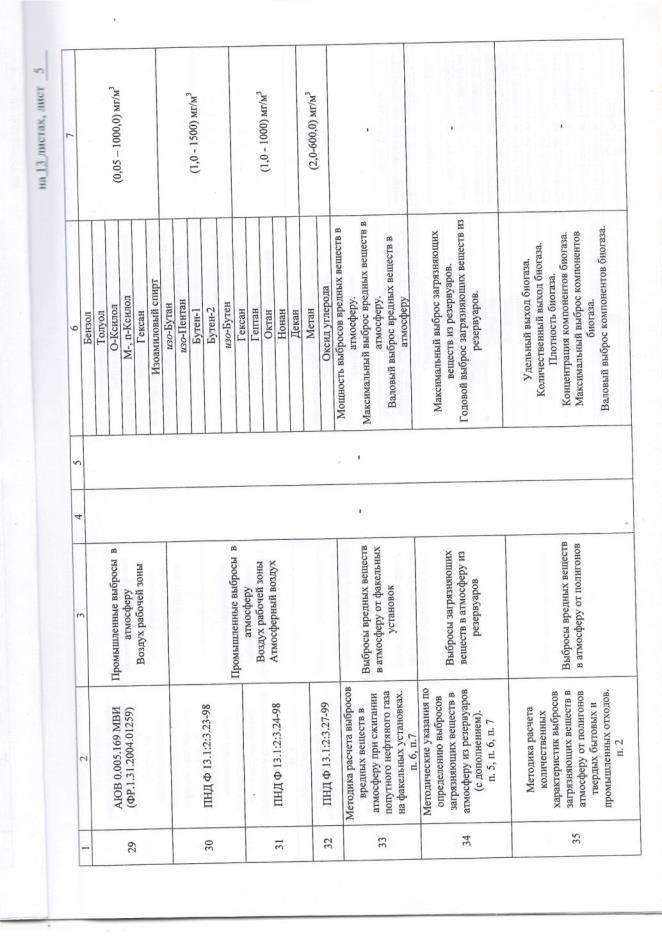 на 13 листах, лист 5
1
2
3
4
5
6
7
29
АЮВ 0.005.169 МВИ
(ФР.1.31.2004.01259)
Промышленные выбросы в
атмосферу
Воздух рабочей зоны
Бензол
Толуол
О-Ксилол
М-, п-Ксилол
Гексан
Изоамиловый спирт
(0,05 – 1000,0) мг/м³
30
ПНД Ф 13.1:2:3.23-98
Промышленные выбросы в
атмосферу
Воздух рабочей зоны
Атмосферный воздух
изо-Бутан
изо-Пентан
Бутен-1
Бутен-2
изо-Бутен
(1,0 - 1500) мг/м³
31
ПНД Ф 13.1:2:3.24-98
Гексан
Гептан
Октан
Нонан
Декан
(1,0 - 1000) мг/м³
32
ПНД Ф 13.1:2:3.27-99
Метан
Оксид углерода
(2,0-600,0) мг/м³
33
Методика расчета выбросов
вредных веществ в
атмосферу при сжигании
попутного нефтяного газа
на факельных установках.
п. 6, п.7
Выбросы вредных веществ
в атмосферу от факельных
установок
-
-
Мощность выбросов вредных веществ в
атмосферу.
Максимальный выброс вредных веществ в
атмосферу.
Валовый выброс вредных веществ в
атмосферу
-
34
Методические указания по
определению выбросов
загрязняющих веществ в
атмосферу из резервуаров
(с дополнением).
п. 5, п. 6, п. 7
Выбросы загрязняющих
веществ в атмосферу из
резервуаров
Максимальный выброс загрязняющих
веществ из резервуаров.
Годовой выброс загрязняющих веществ из
резервуаров.
-
35
Методика расчета
количественных
характеристик выбросов
загрязняющих веществ в
атмосферу от полигонов
твердых бытовых и
промышленных отходов.
п. 2
Выбросы вредных веществ
в атмосферу от полигонов
Удельный выход биогаза.
Количественный выход биогаза.
Плотность биогаза.
Концентрация компонентов биогаза.
Максимальный выброс компонентов
биогаза.
Валовый выброс компонентов биогаза.
-